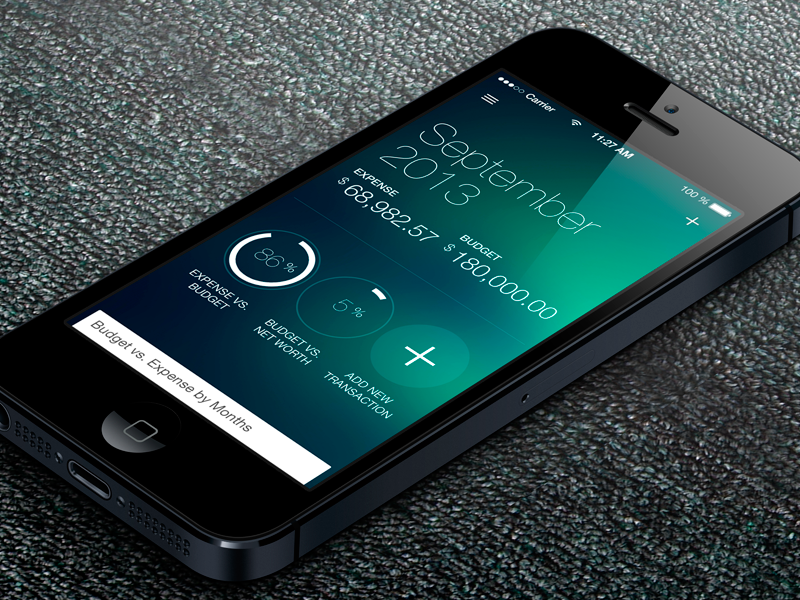 Carrier
11:27 AM
100 %
September
2013
EXPENSE
$ 68,982.57
BUDGET
$ 180,000.00
86 %
EXPENSE VS.
BUDGET
5 %
BUDGET VS.
NET WORTH
ADD NEW
TRANSACTION
Budget vs. Expense by Months